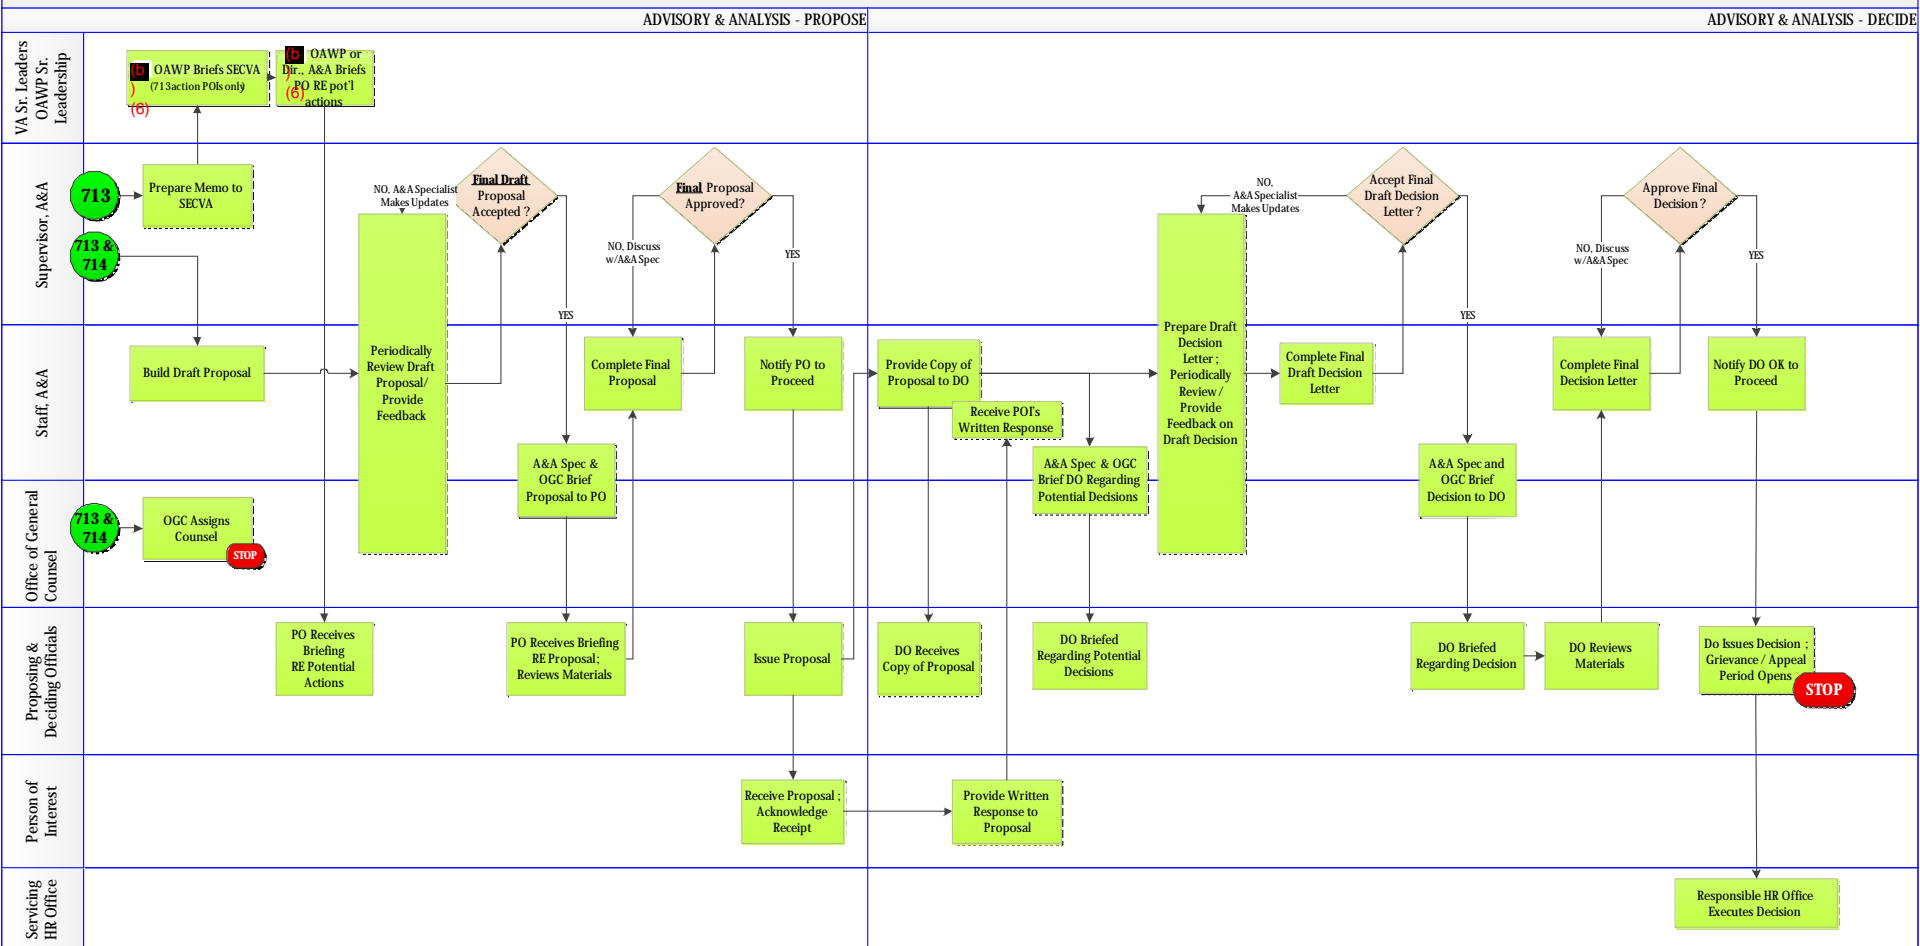 ADVISORY & ANALYSIS - PROPOSE
ADVISORY & ANALYSIS - DECIDE
VA Sr. Leaders
OAWP Sr.
Leadership
(b
)
(6)
OAWP Briefs SECVA
(713action POIs only)
(b
)
(6)
OAWP or
Dir., A&A Briefs
PO RE pot'l
actions
Supervisor, A&A
713
Prepare Memo to
SECVA
713 &
714
NO, A&A Specialist
Makes Updates
Final Draft
Proposal
Accepted ?
YES
NO, Discuss
w/A&A Spec
Final Proposal
Approved?
YES
NO,
A&A Specialist
Makes Updates
Accept Final
Draft Decision
Letter ?
YES
NO, Discuss
w/A&A Spec
Approve Final
Decision ?
YES
Staff, A&A
Build Draft Proposal
Periodically
Review Draft
Proposal/
Provide
Feedback
A&A Spec &
OGC Brief
Proposal to PO
Complete Final
Proposal
Notify PO to
Proceed
Provide Copy of
Proposal to DO
Receive POI's
Written Response
A&A Spec & OGC
Brief DO Regarding
Potential Decisions
Prepare Draft
Decision
Letter ;
Periodically
Review /
Provide
Feedback on
Draft Decision
Complete Final
Draft Decision
Letter
A&A Spec and
OGC Brief
Decision to DO
Complete Final
Decision Letter
Notify DO OK to
Proceed
Office of General
Counsel
713 &
714
OGC Assigns
Counsel
STOP
Proposing &
Deciding Officials
PO Receives
Briefing
RE Potential
Actions
PO Receives Briefing
RE Proposal;
Reviews Materials
Issue Proposal
DO Receives
Copy of Proposal
DO Briefed
Regarding Potential
Decisions
DO Briefed
Regarding Decision
DO Reviews
Materials
Do Issues Decision ;
Grievance / Appeal
Period Opens
STOP
Person of
Interest
Receive Proposal ;
Acknowledge
Receipt
Provide Written
Response to
Proposal
Servicing
HR Office
Responsible HR Office
Executes Decision